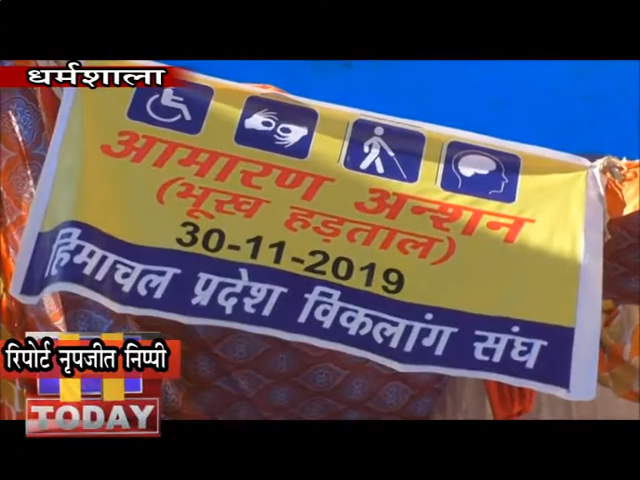 धर्मशाला
आमारण अन्शन
(भूख हड़ताल)
30-11-2019
हिमाचल प्रदेश विकलांग संघ
रिपोर्ट नृपजीत निप्पी
TODAY